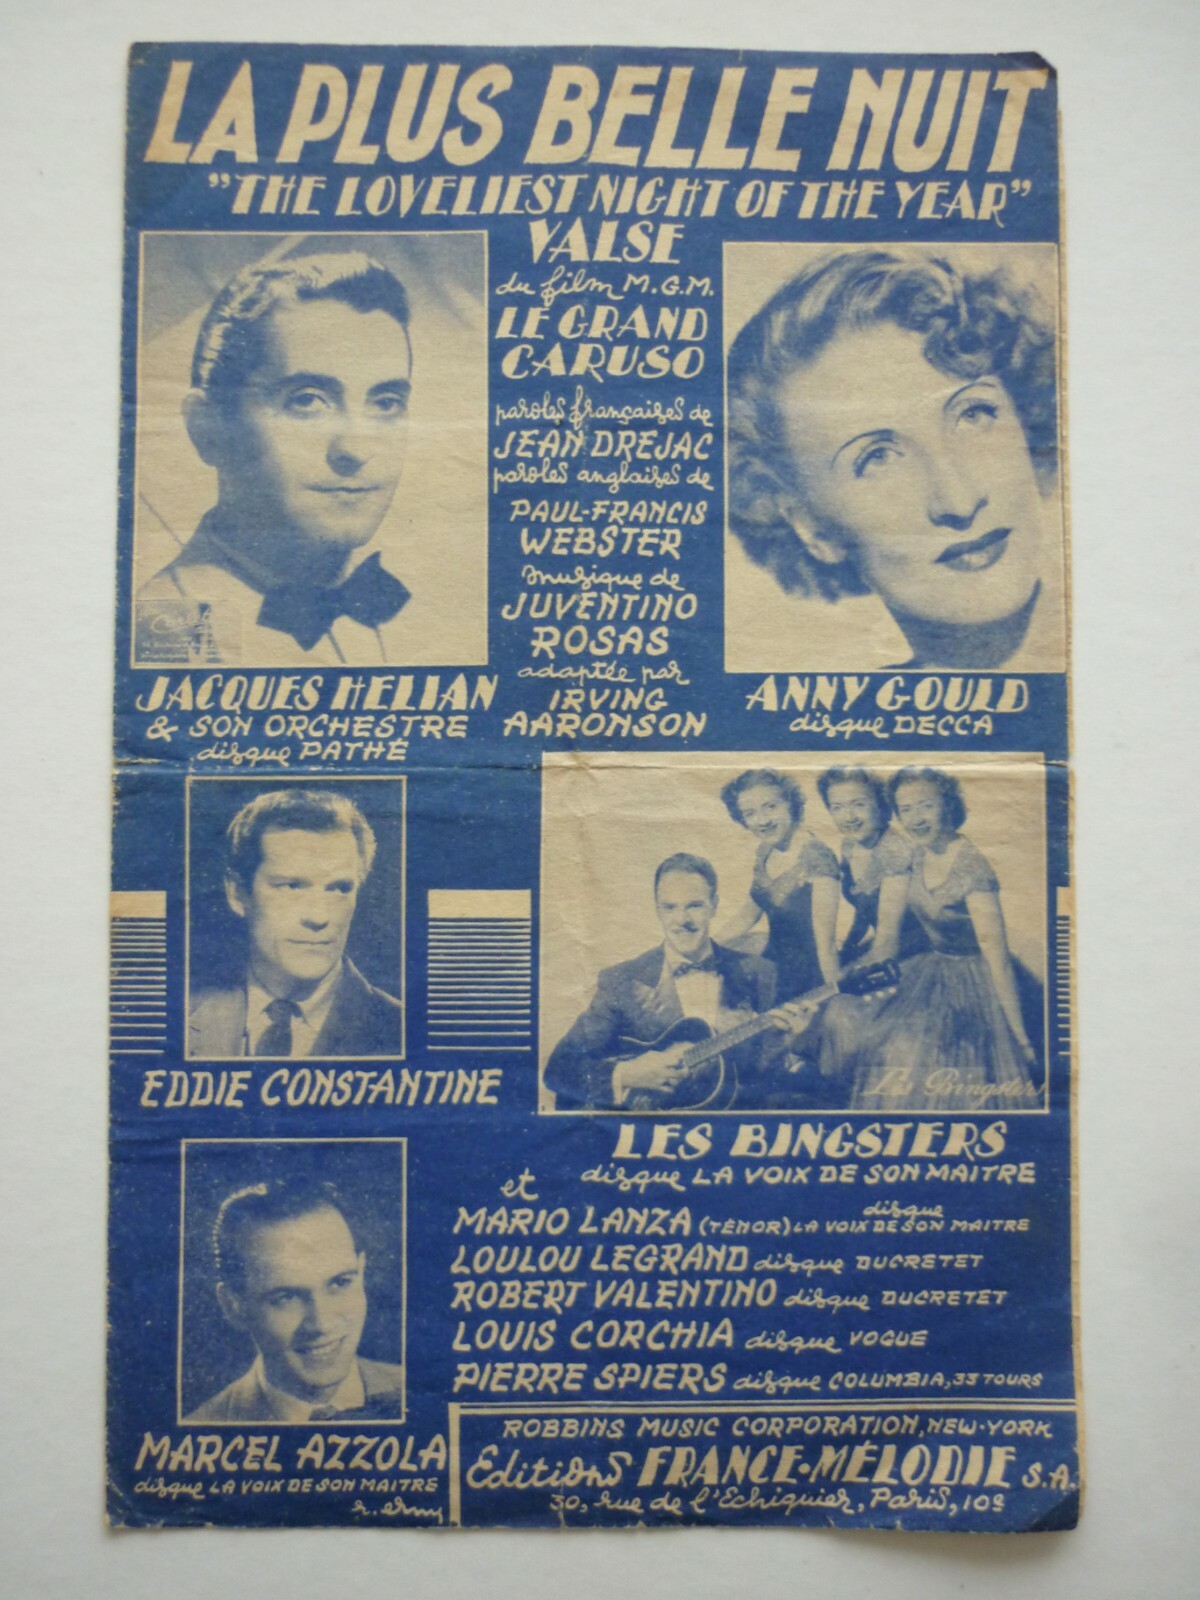 LA PLUS BELLE NUIT
"THE LOVELIEST NIGHT OF THE YEAR"
VALSE
du film M.G.M.
LE GRAND
CARUSO
paroles françaises de
JEAN DREJAC
paroles anglaises de
PAUL-FRANCIS
WEBSTER
musique de
JUVENTINO
ROSAS
adaptée par
IRVING
AARONSON
JACQUES HELIAN
& SON ORCHESTRE
disque PATHÉ
ANNY GOULD
disque DECCA
EDDIE CONSTANTINE
Les Bingsters
LES BINGSTERS
disque LA VOIX DE SON MAITRE
et
MARIO LANZA (TÉNOR) disque LA VOIX DE SON MAITRE
LOULOU LEGRAND disque DUCRETET
ROBERT VALENTINO disque DUCRETET
LOUIS CORCHIA disque VOGUE
PIERRE SPIERS disque COLUMBIA, 33 TOURS
MARCEL AZZOLA
disque LA VOIX DE SON MAITRE
ROBBINS MUSIC CORPORATION, NEW-YORK
Editions FRANCE-MÉLODIE S.A.
30, rue de l'Echiquier, Paris, 10e